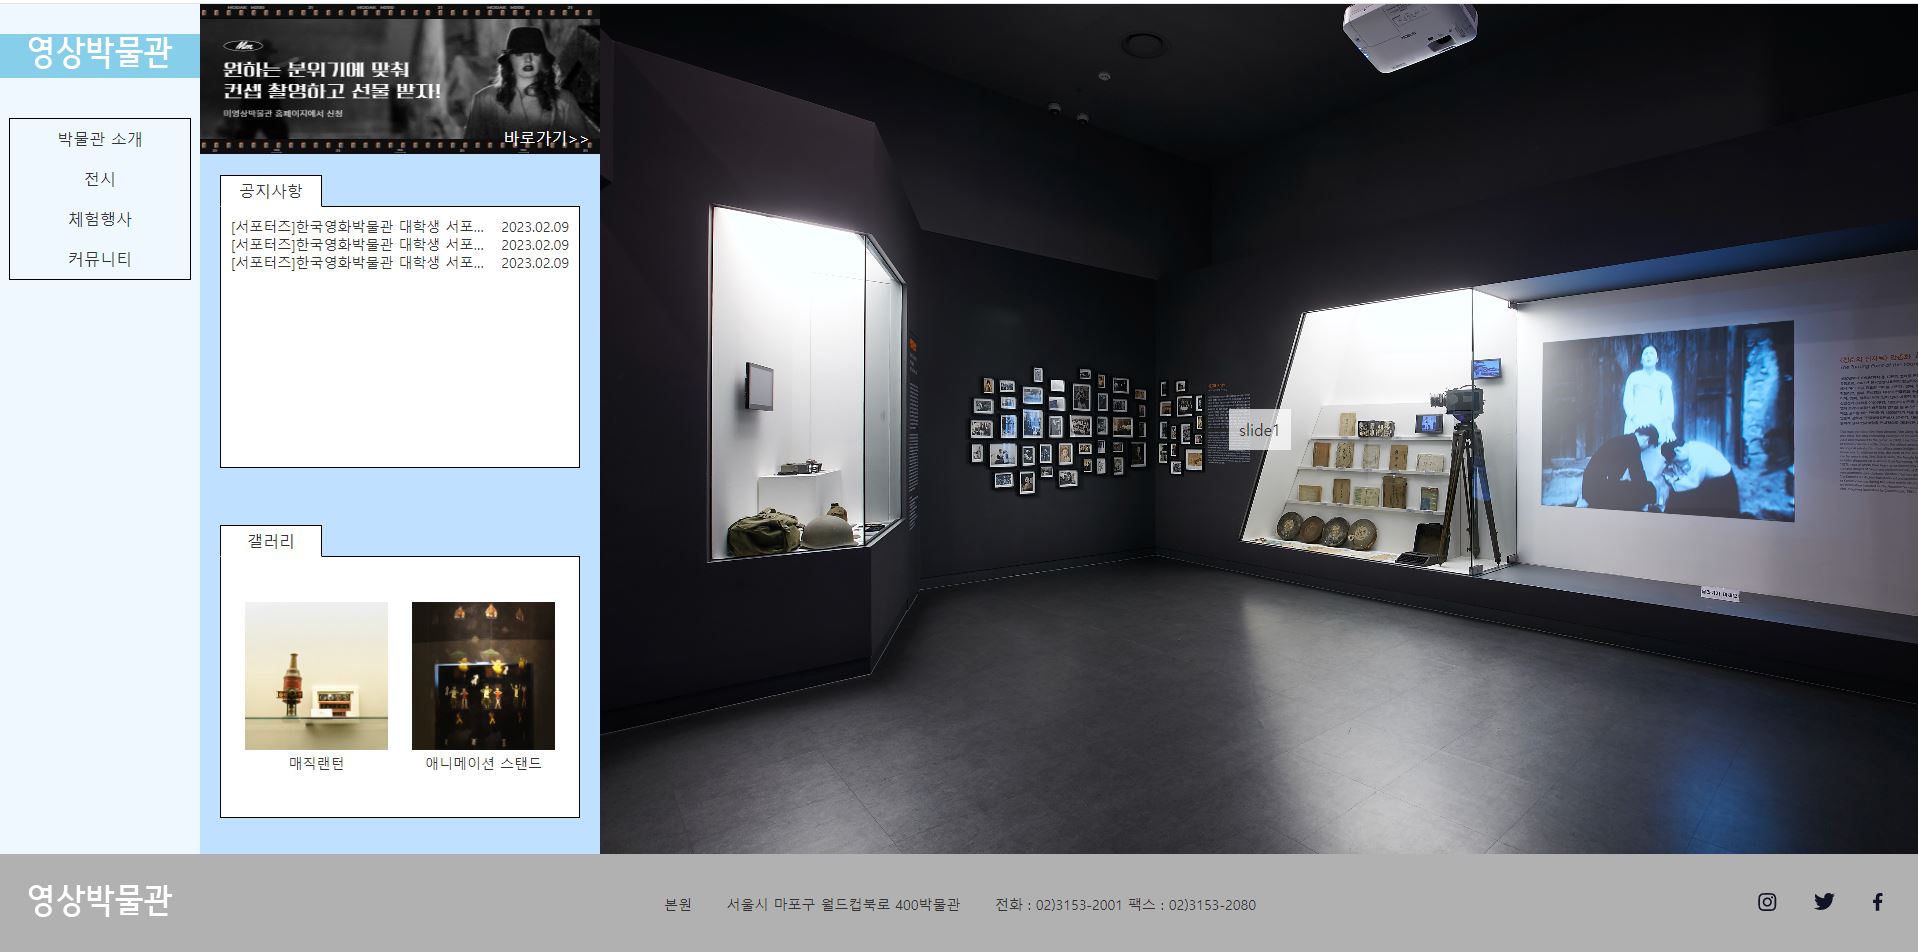 영상박물관
박물관 소개
전시
체험행사
커뮤니티
Mm
원하는 분위기에 맞춰
컨셉 촬영하고 선물 받자!
미영상박물관 홈페이지에서 신청
바로가기>>
공지사항
[서포터즈]한국영화박물관 대학생 서포... 2023.02.09
[서포터즈]한국영화박물관 대학생 서포... 2023.02.09
[서포터즈]한국영화박물관 대학생 서포... 2023.02.09
갤러리
매직랜턴
애니메이션 스탠드
slide1
영상박물관
본원 서울시 마포구 월드컵북로 400박물관 전화 : 02)3153-2001 팩스 : 02)3153-2080